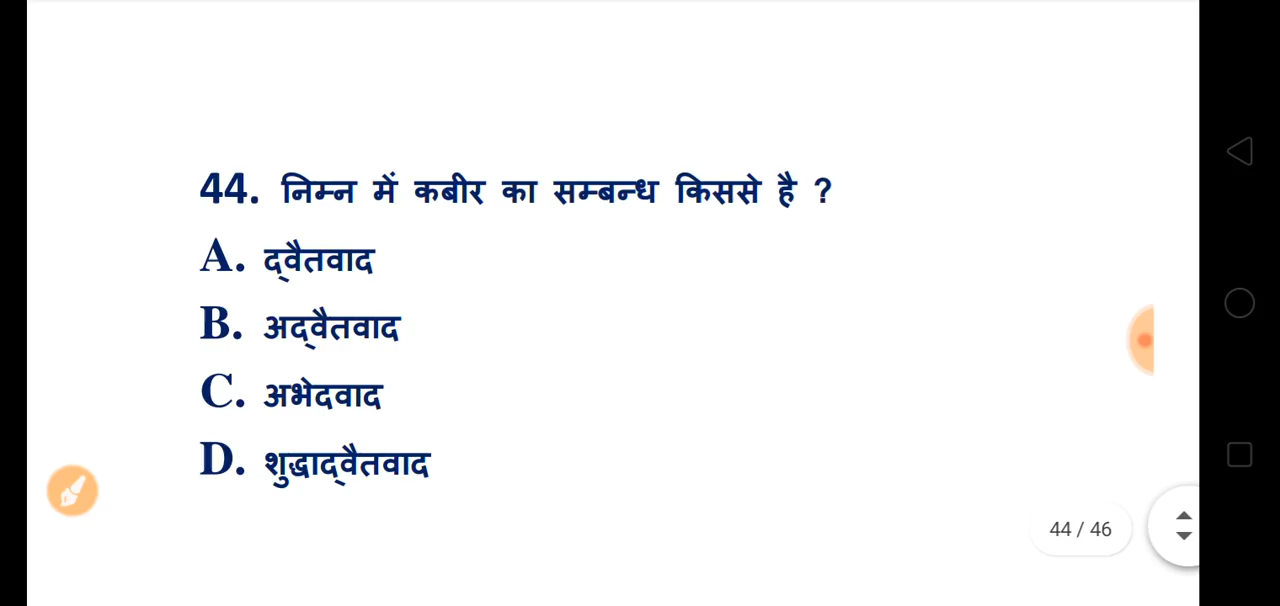 44. निम्न में कबीर का सम्बन्ध किससे है ?
A. द्वैतवाद
B. अद्वैतवाद
C. अभेदवाद
D. शुद्धाद्वैतवाद
44 / 46